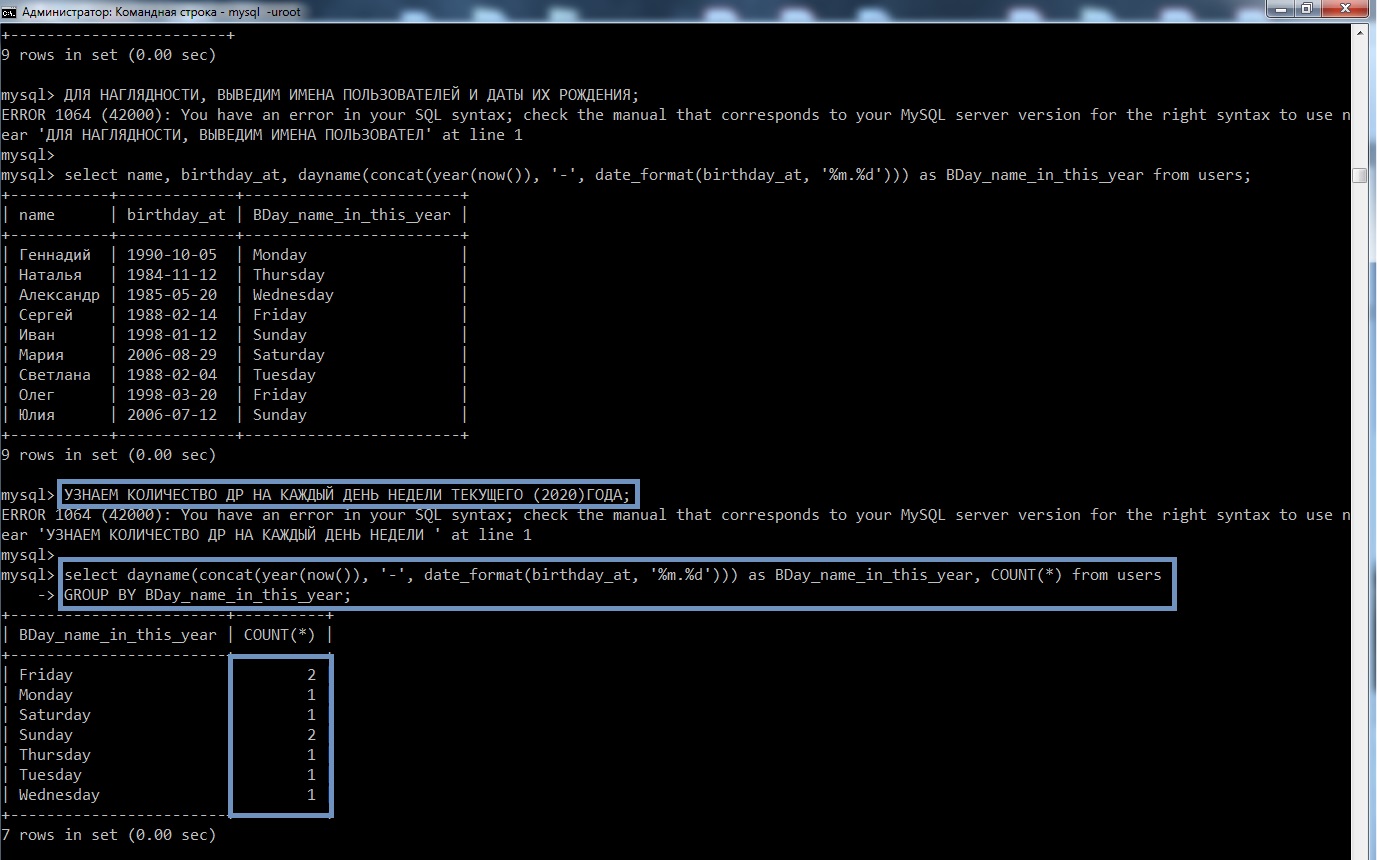 Администратор: Командная строка - mysql -uroot
+------------------------+
9 rows in set (0.00 sec)
mysql> ДЛЯ НАГЛЯДНОСТИ, ВЫВЕДИМ ИМЕНА ПОЛЬЗОВАТЕЛЕЙ И ДАТЫ ИХ РОЖДЕНИЯ;
ERROR 1064 (42000): You have an error in your SQL syntax; check the manual that corresponds to your MySQL server version for the right syntax to use n
ear 'ДЛЯ НАГЛЯДНОСТИ, ВЫВЕДИМ ИМЕНА ПОЛЬЗОВАТЕЛ' at line 1
mysql>
mysql> select name, birthday_at, dayname(concat(year(now()), '-', date_format(birthday_at, '%m.%d'))) as BDay_name_in_this_year from users;
+-----------+-------------+------------------------+
| name      | birthday_at | BDay_name_in_this_year |
+-----------+-------------+------------------------+
| Геннадий  | 1990-10-05  | Monday                 |
| Наталья   | 1984-11-12  | Thursday               |
| Александр | 1985-05-20  | Wednesday              |
| Сергей    | 1988-02-14  | Friday                 |
| Иван      | 1998-01-12  | Sunday                 |
| Мария     | 2006-08-29  | Saturday               |
| Светлана  | 1988-02-04  | Tuesday                |
| Олег      | 1998-03-20  | Friday                 |
| Юлия      | 2006-07-12  | Sunday                 |
+-----------+-------------+------------------------+
9 rows in set (0.00 sec)
mysql> УЗНАЕМ КОЛИЧЕСТВО ДР НА КАЖДЫЙ ДЕНЬ НЕДЕЛИ ТЕКУЩЕГО (2020)ГОДА;
ERROR 1064 (42000): You have an error in your SQL syntax; check the manual that corresponds to your MySQL server version for the right syntax to use n
ear 'УЗНАЕМ КОЛИЧЕСТВО ДР НА КАЖДЫЙ ДЕНЬ НЕДЕЛИ ' at line 1
mysql>
mysql> select dayname(concat(year(now()), '-', date_format(birthday_at, '%m.%d'))) as BDay_name_in_this_year, COUNT(*) from users
    -> GROUP BY BDay_name_in_this_year;
+------------------------+----------+
| BDay_name_in_this_year | COUNT(*) |
+------------------------+----------+
| Friday                 |        2 |
| Monday                 |        1 |
| Saturday               |        1 |
| Sunday                 |        2 |
| Thursday               |        1 |
| Tuesday                |        1 |
| Wednesday              |        1 |
+------------------------+----------+
7 rows in set (0.00 sec)